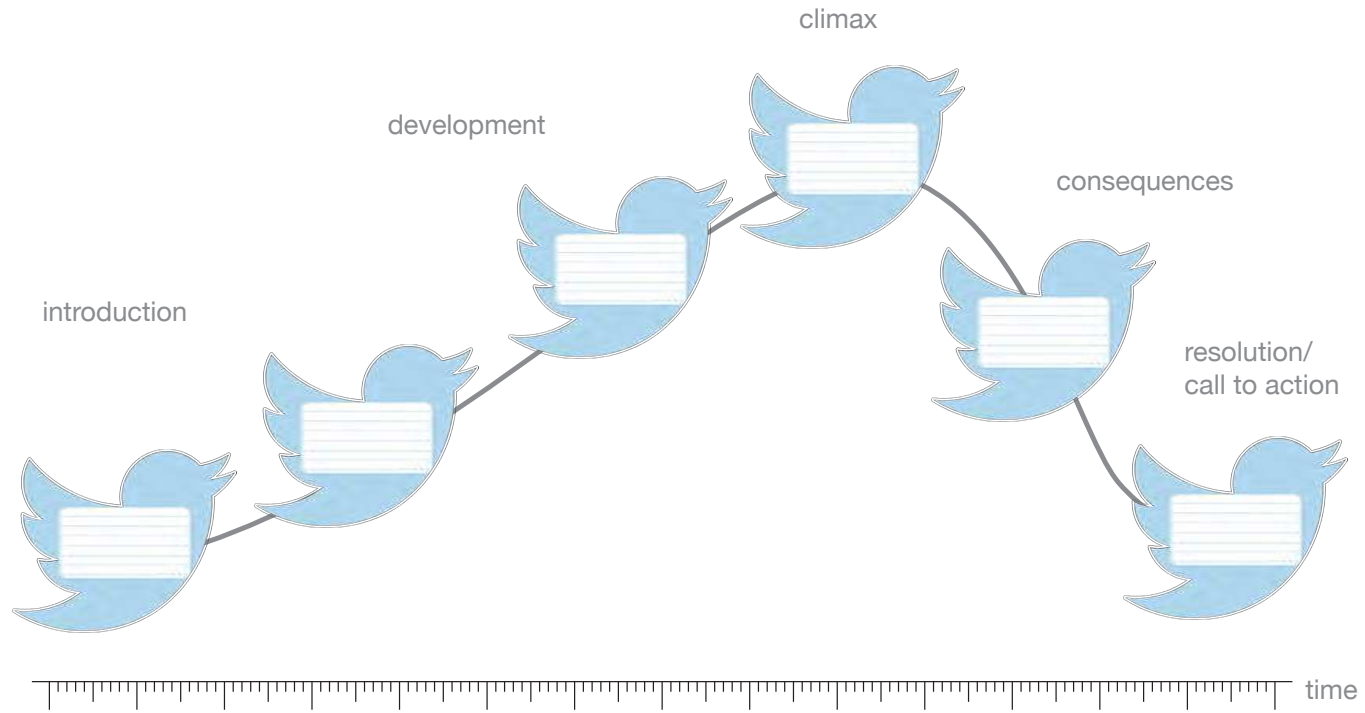 climax
development
consequences
introduction
resolution/
call to action
time